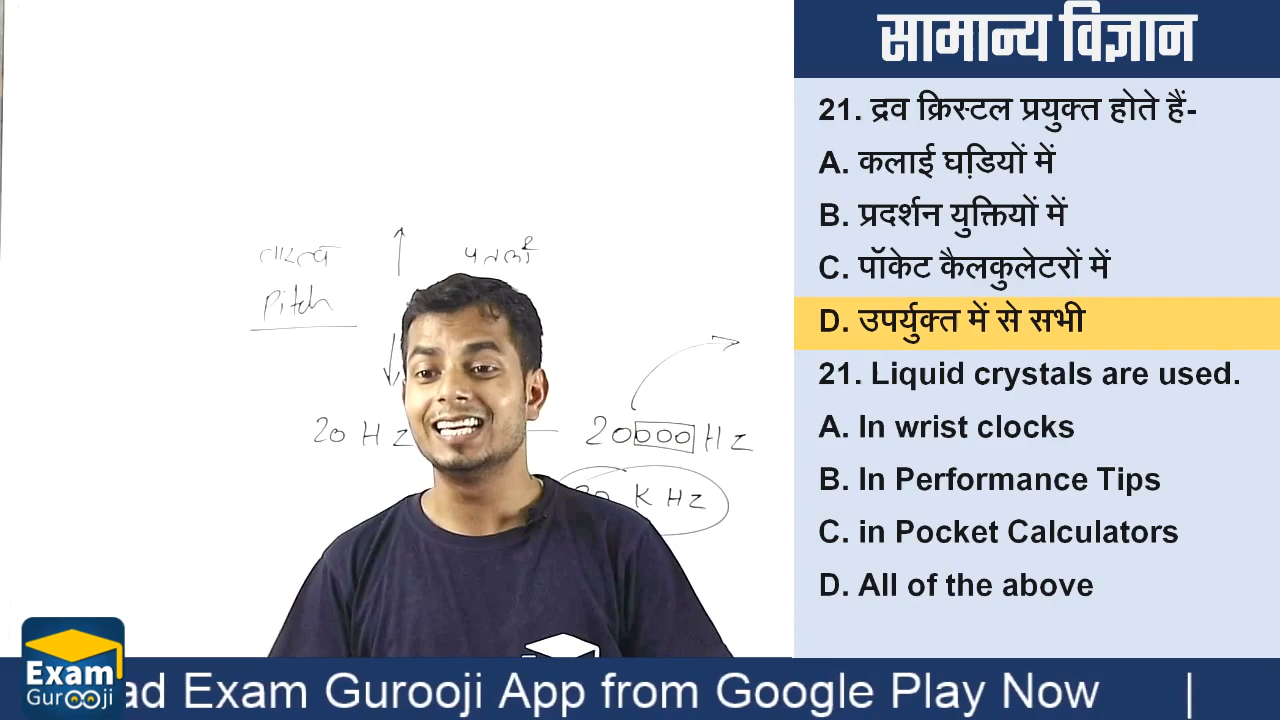 सामान्य विज्ञान
21. द्रव क्रिस्टल प्रयुक्त होते हैं-
A. कलाई घड़ियों में
B. प्रदर्शन युक्तियों में
C. पॉकेट कैलकुलेटरों में
D. उपर्युक्त में से सभी
21. Liquid crystals are used.
A. In wrist clocks
B. In Performance Tips
C. in Pocket Calculators
D. All of the above
Pitch
20 Hz
20000 Hz
K Hz
Exam
Gurooji
ad Exam Gurooji App from Google Play Now |